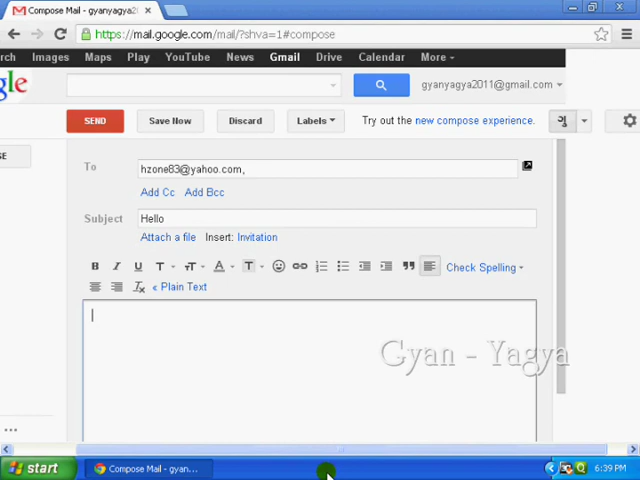 Compose Mail - gyanyagya2
https://mail.google.com/mail/?shva=1#compose
rch Images Maps Play YouTube News Gmail Drive Calendar More
gle
gyanyagya2011@gmail.com
SEND Save Now Discard Labels Try out the new compose experience.
SE
To hzone83@yahoo.com,
Add Cc Add Bcc
Subject Hello
Attach a file Insert: Invitation
B I U T T A T Check Spelling
« Plain Text
Gyan - Yagya
start Compose Mail - gyan... 6:39 PM